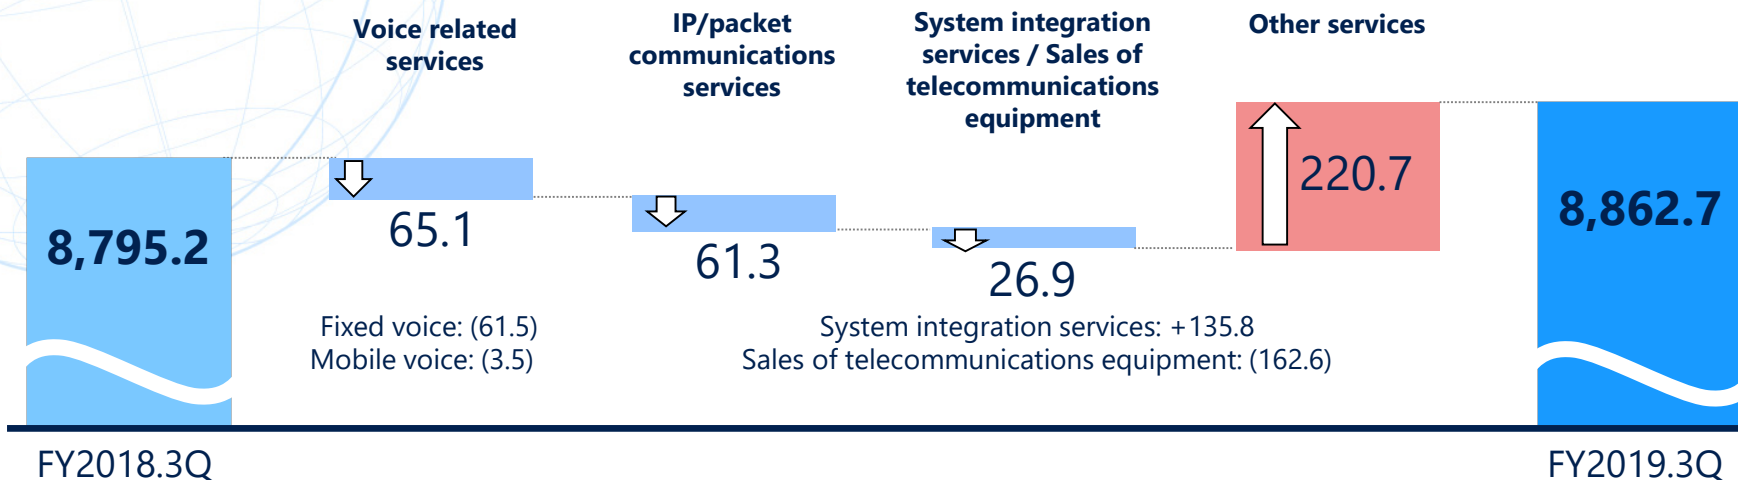 Voice related
services
IP/packet
communications
services
System integration
services / Sales of
telecommunications
equipment
Other services
8,795.2
65.1
61.3
26.9
220.7
8,862.7
Fixed voice: (61.5)
Mobile voice: (3.5)
System integration services: +135.8
Sales of telecommunications equipment: (162.6)
FY2018.3Q
FY2019.3Q